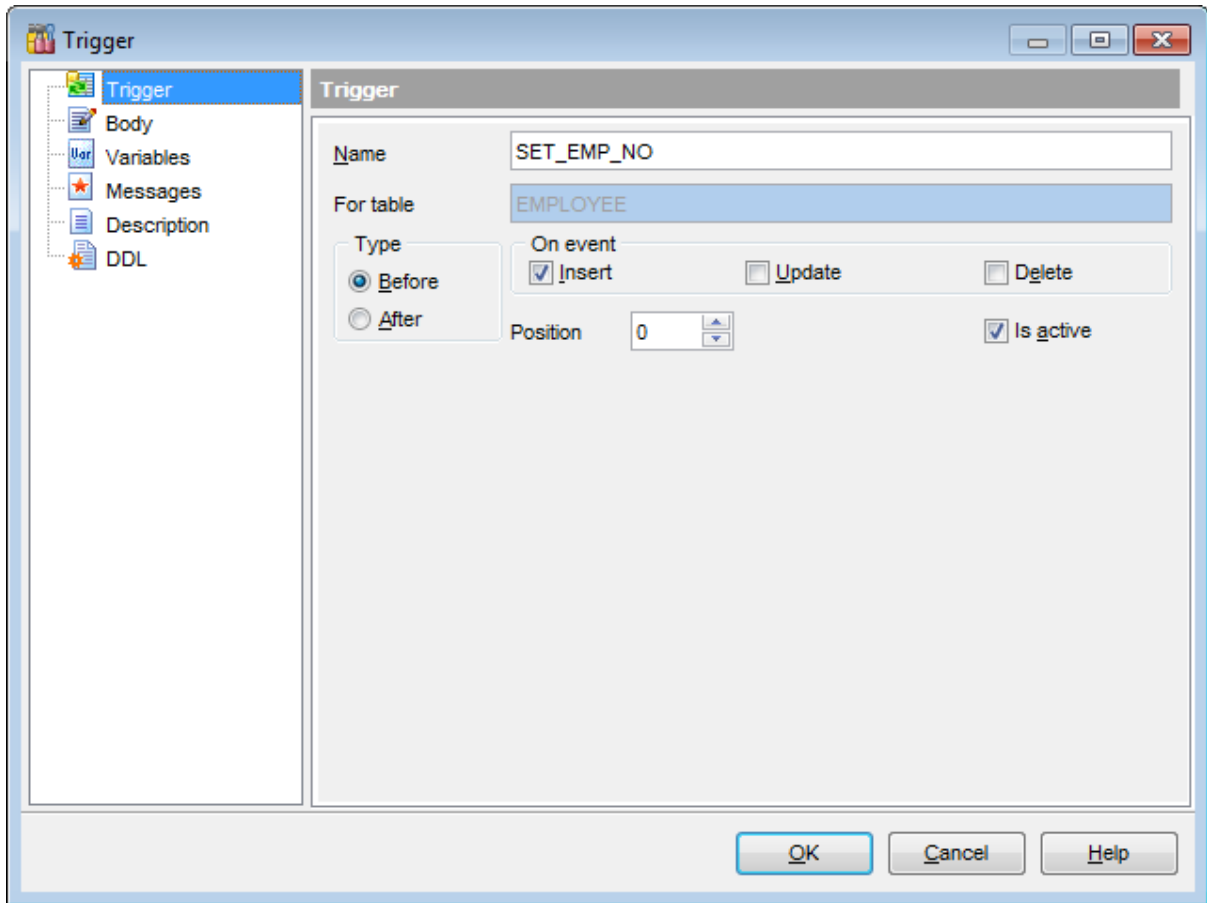 Trigger
Trigger
Body
Variables
Messages
Description
DDL
Trigger
Name SET_EMP_NO
For table EMPLOYEE
Type
Before
After
On event
Insert Update Delete
Position 0 Is active
OK Cancel Help